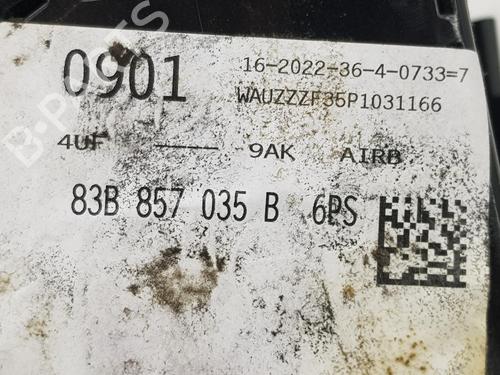 B-PARTS
0901
16-2022-36-4-0733=7
WAUZZZF35P1031166
4UF ---- 9AK AIRB
83B 857 035 B 6PS